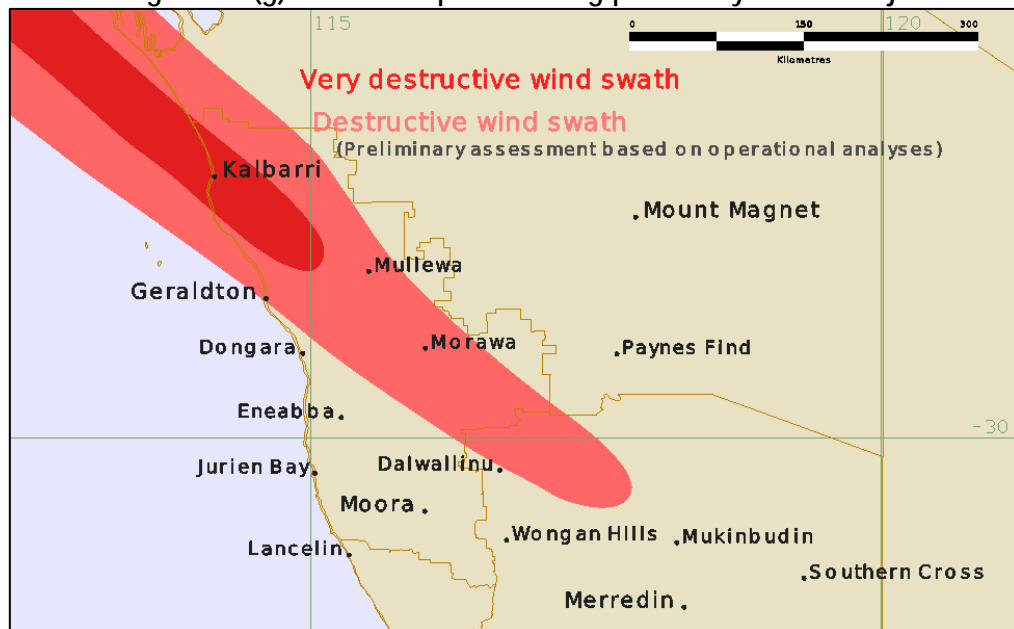 115
0 150 300
120
Kilometres
Very destructive wind swath
Destructive wind swath
(Preliminary assessment based on operational analyses)
Kalbarri
Mount Magnet
Mullewa
Geraldton
Dongara
Morawa
Paynes Find
Eneabba
-30
Jurien Bay
Dalwallinu
Moora
Wongan Hills
Mukinbudin
Lancelin
Southern Cross
Merredin